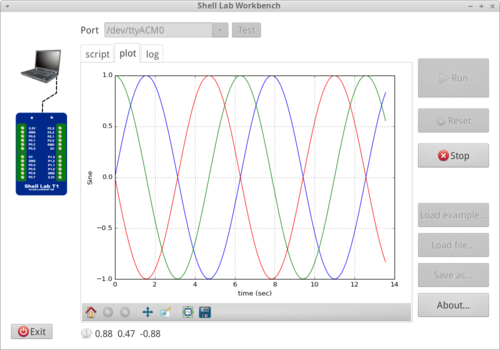 Shell Lab Workbench
Port /dev/ttyACM0 Test
script plot log
1.0
0.5
0.0
−0.5
−1.0
Sine
0 2 4 6 8 10 12 14
time (sec)
Run
Reset
Stop
Load example...
Load file...
Save as...
About...
Shell Lab T1
Exit
0.88 0.47 -0.88